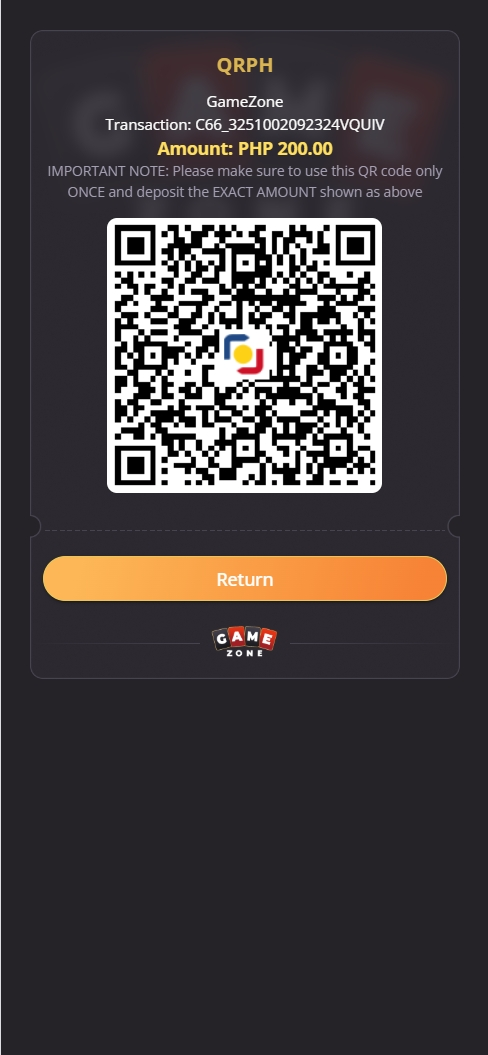 QRPH
GameZone
Transaction: C66_3251002092324VQUIV
Amount: PHP 200.00
IMPORTANT NOTE: Please make sure to use this QR code only
ONCE and deposit the EXACT AMOUNT shown as above
Return
GAME
ZONE